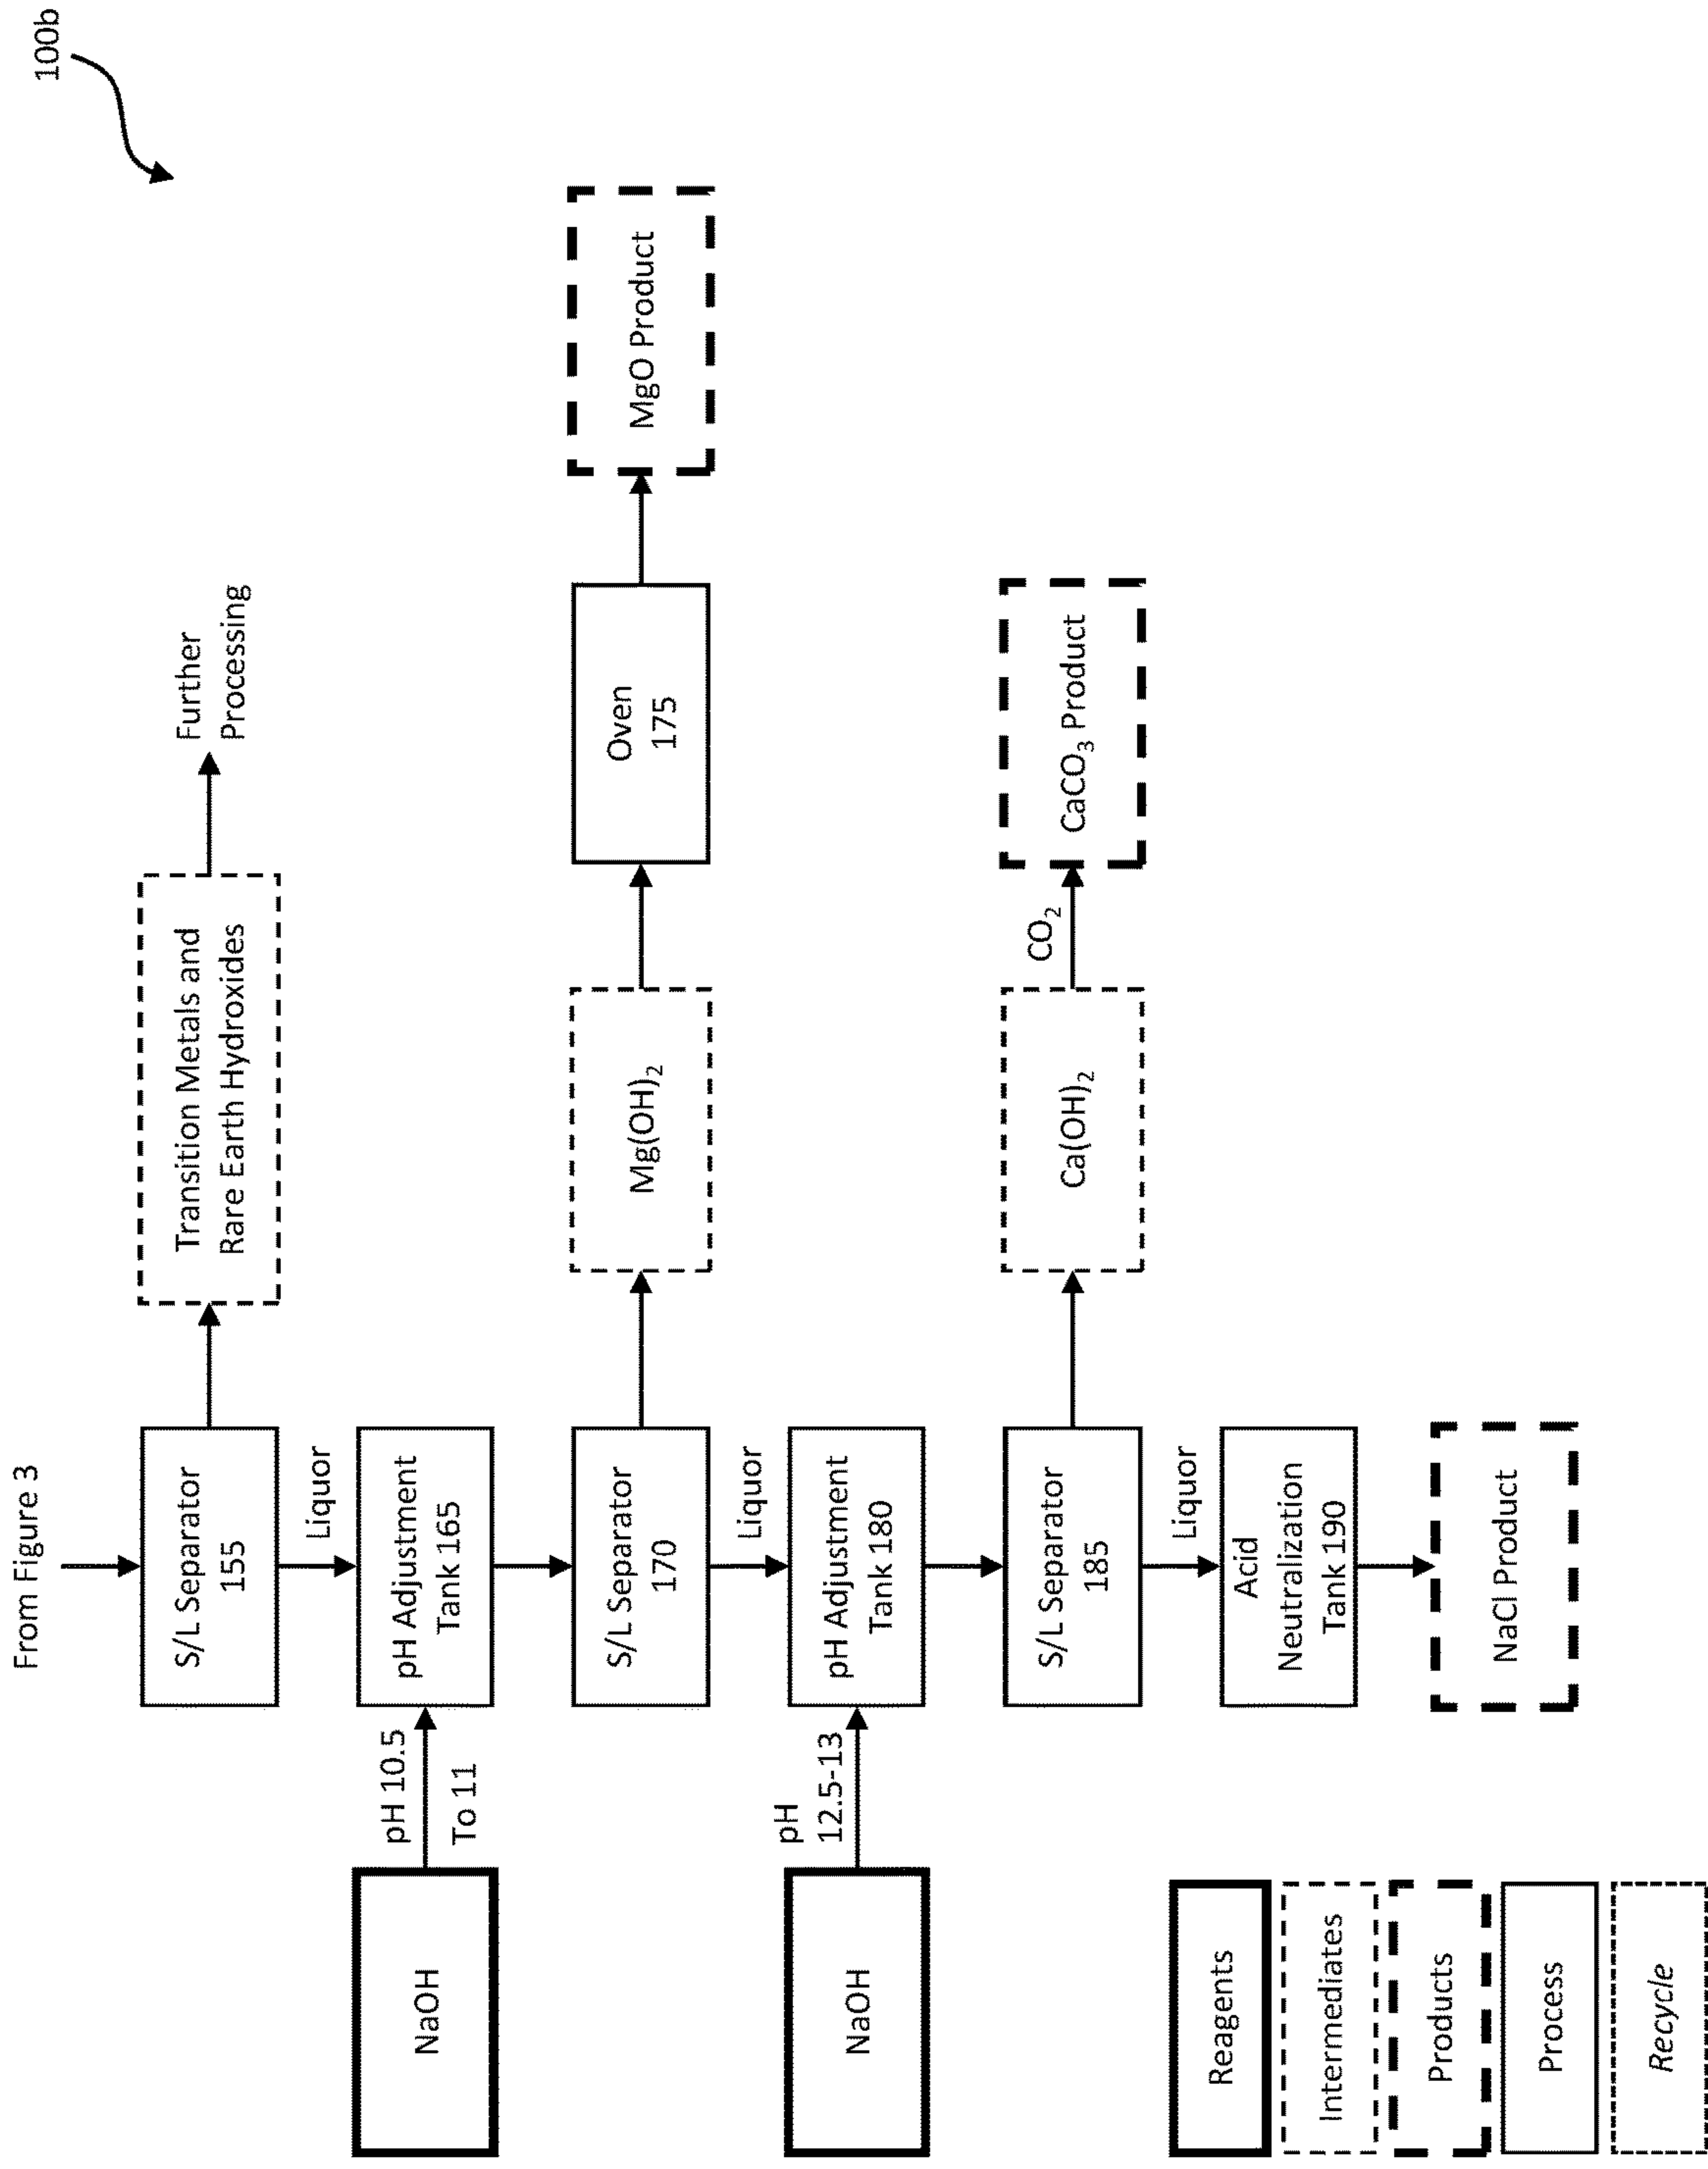 100b
From Figure 3
S/L Separator
155
Transition Metals and
Rare Earth Hydroxides
Further
Processing
Liquor
NaOH
pH 10.5
To 11
pH Adjustment
Tank 165
S/L Separator
170
Mg(OH)2
Oven
175
MgO Product
Liquor
NaOH
pH
12.5-13
pH Adjustment
Tank 180
S/L Separator
185
Ca(OH)2
CO2
CaCO3 Product
Liquor
Acid
Neutralization
Tank 190
NaCl Product
Reagents
Intermediates
Products
Process
Recycle